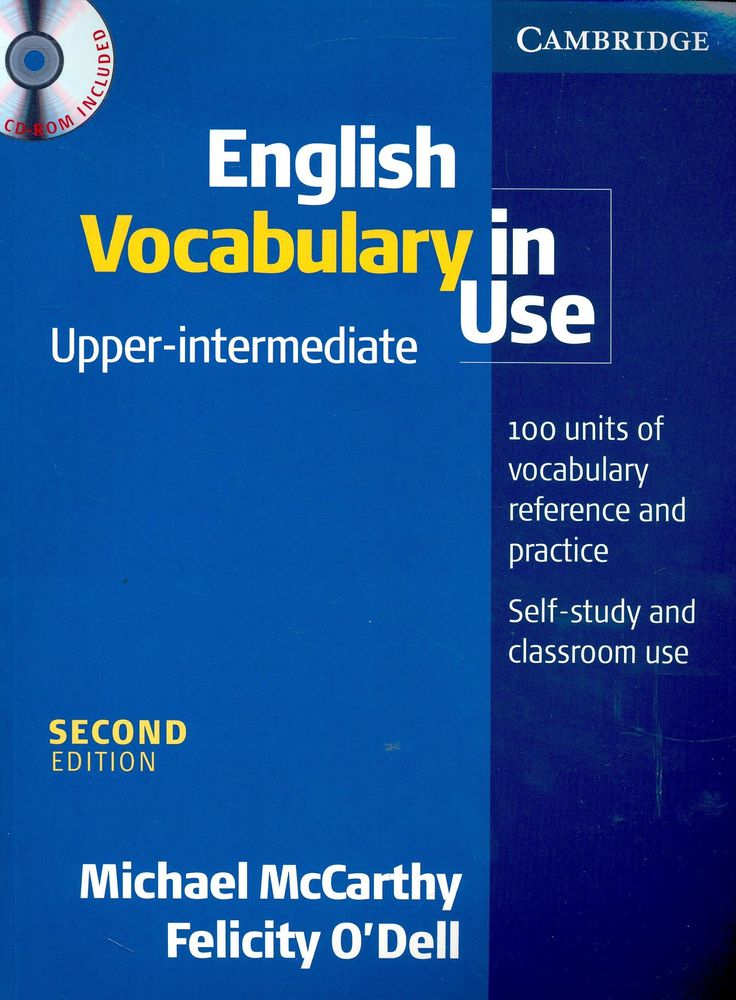 CD-ROM INCLUDED
CAMBRIDGE
English
Vocabulary in
Use
Upper-intermediate
100 units of
vocabulary
reference and
practice
Self-study and
classroom use
SECOND
EDITION
Michael McCarthy
Felicity O'Dell